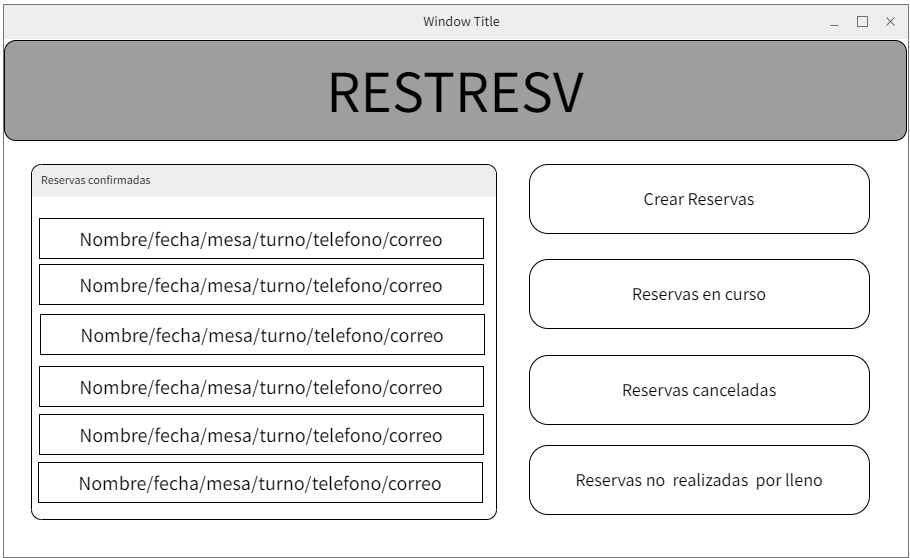 Window Title
RESTRESV
Reservas confirmadas
Nombre/fecha/mesa/turno/telefono/correo
Nombre/fecha/mesa/turno/telefono/correo
Nombre/fecha/mesa/turno/telefono/correo
Nombre/fecha/mesa/turno/telefono/correo
Nombre/fecha/mesa/turno/telefono/correo
Nombre/fecha/mesa/turno/telefono/correo
Crear Reservas
Reservas en curso
Reservas canceladas
Reservas no  realizadas  por lleno